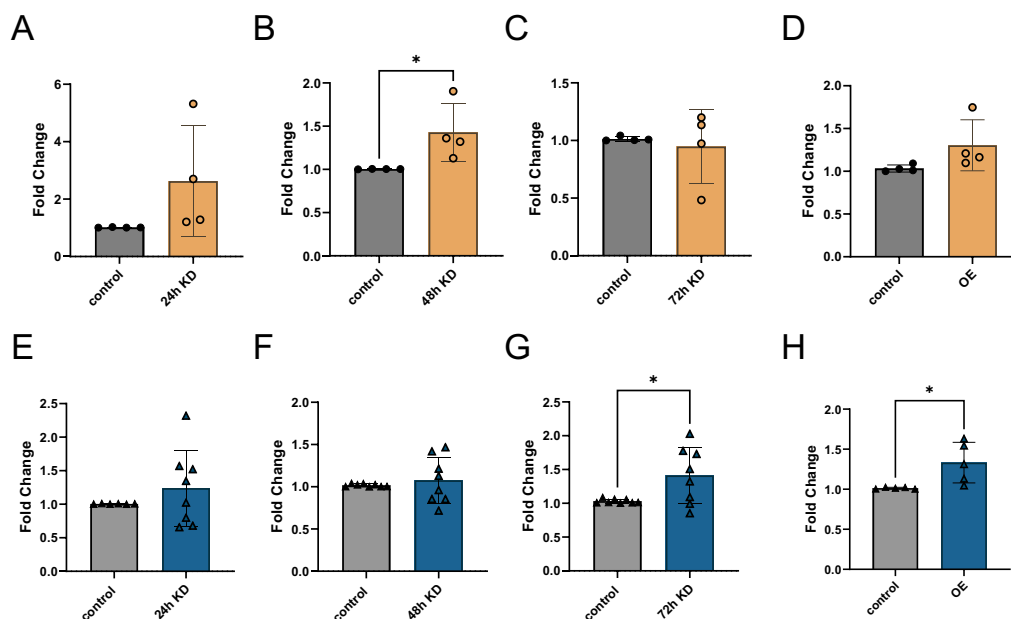 A
Fold Change
6
4
2
0
control
24h KD
B
*
Fold Change
2.0
1.5
1.0
0.5
0.0
control
48h KD
C
Fold Change
1.5
1.0
0.5
0.0
control
72h KD
D
Fold Change
2.0
1.5
1.0
0.5
0.0
control
OE
E
Fold Change
2.5
2.0
1.5
1.0
0.5
0.0
control
24h KD
F
Fold Change
2.0
1.5
1.0
0.5
0.0
control
48h KD
G
*
Fold Change
2.5
2.0
1.5
1.0
0.5
0.0
control
72h KD
H
*
Fold Change
2.0
1.5
1.0
0.5
0.0
control
OE